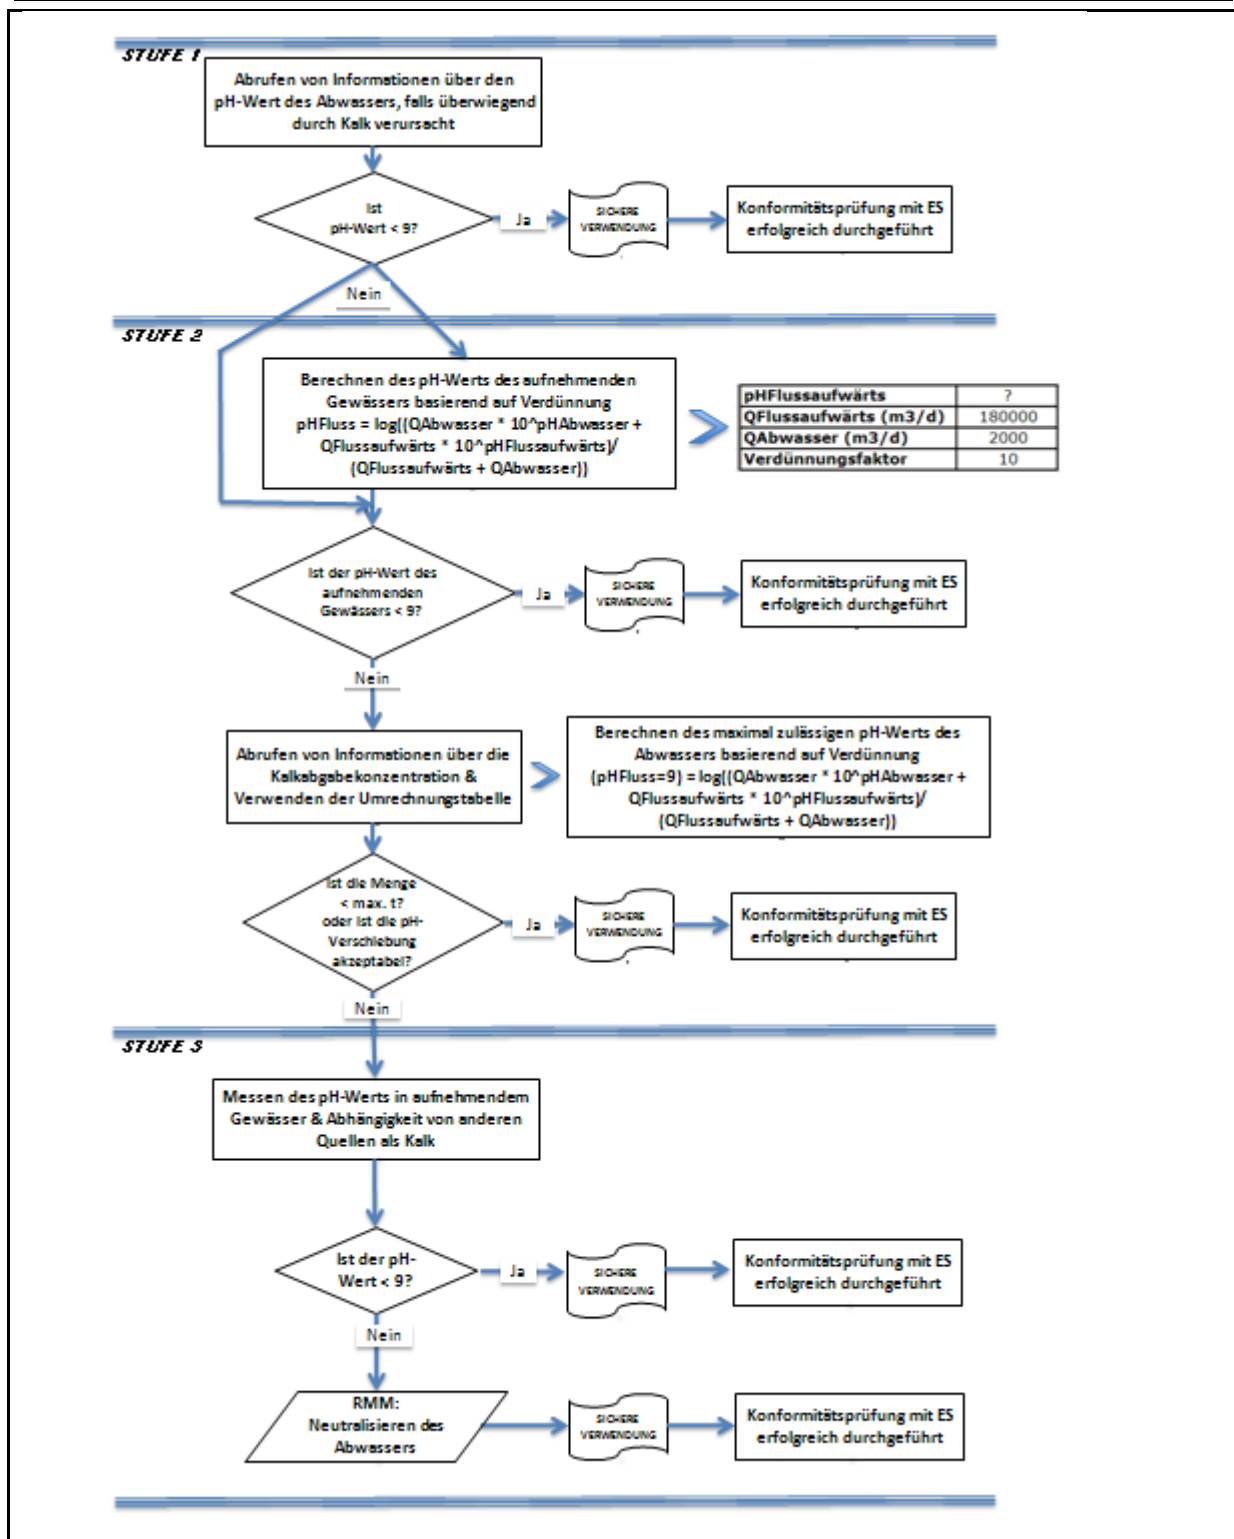 STUFE 1
Abrufen von Informationen über den
pH-Wert des Abwassers, falls überwiegend
durch Kalk verursacht
Ist
pH-Wert < 9?
Ja
SICHERE
VERWENDUNG
Konformitätsprüfung mit ES
erfolgreich durchgeführt
Nein
STUFE 2
Berechnen des pH-Werts des aufnehmenden
Gewässers basierend auf Verdünnung
pHFluss = log((QAbwasser * 10^pHAbwasser +
QFlussaufwärts * 10^pHFlussaufwärts)/
(QFlussaufwärts + QAbwasser))
pHFlussaufwärts ?
QFlussaufwärts (m3/d) 180000
QAbwasser (m3/d) 2000
Verdünnungsfaktor 10
Ist der pH-Wert des
aufnehmenden
Gewässers < 9?
Ja
SICHERE
VERWENDUNG
Konformitätsprüfung mit ES
erfolgreich durchgeführt
Nein
Abrufen von Informationen über die
Kalkabgabekonzentration &
Verwenden der Umrechnungstabelle
Berechnen des maximal zulässigen pH-Werts des
Abwassers basierend auf Verdünnung
(pHFluss=9) = log((QAbwasser * 10^pHAbwasser +
QFlussaufwärts * 10^pHFlussaufwärts)/
(QFlussaufwärts + QAbwasser))
Ist die Menge
< max. t?
oder ist die pH-
Verschiebung
akzeptabel?
Ja
SICHERE
VERWENDUNG
Konformitätsprüfung mit ES
erfolgreich durchgeführt
Nein
STUFE 3
Messen des pH-Werts in aufnehmendem
Gewässer & Abhängigkeit von anderen
Quellen als Kalk
Ist der pH-
Wert < 9?
Ja
SICHERE
VERWENDUNG
Konformitätsprüfung mit ES
erfolgreich durchgeführt
Nein
RMM:
Neutralisieren des
Abwassers
SICHERE
VERWENDUNG
Konformitätsprüfung mit ES
erfolgreich durchgeführt